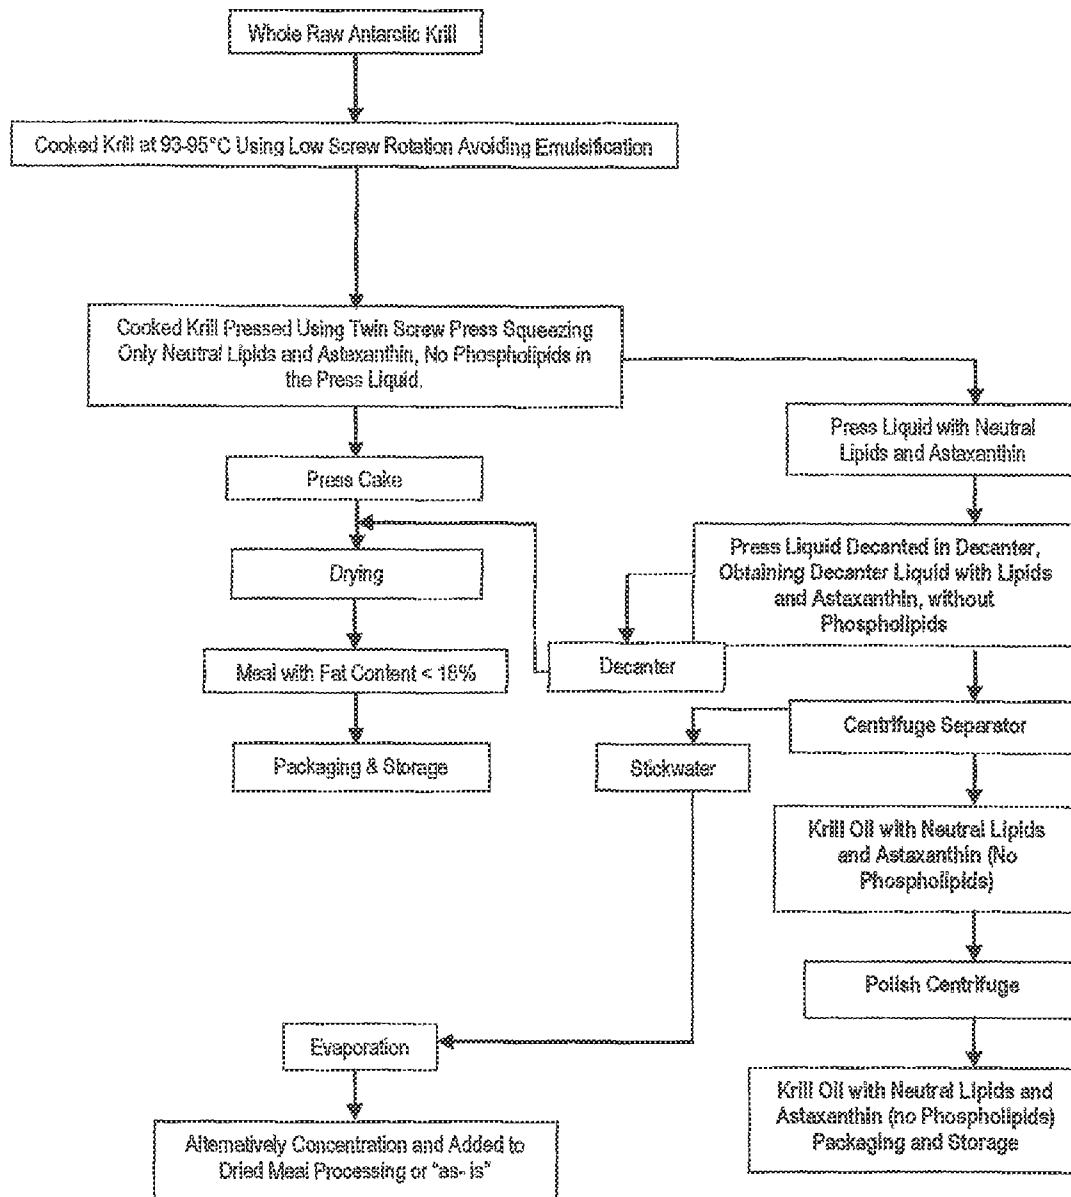 Whole Raw Antarctic Krill
Cooked Krill at 93-95°C Using Low Screw Rotation Avoiding Emulsification
Cooked Krill Pressed Using Twin Screw Press Squeezing
Only Neutral Lipids and Astaxanthin, No Phospholipids in
the Press Liquid.
Press Liquid with Neutral
Lipids and Astaxanthin
Press Cake
Press Liquid Decanted in Decanter,
Obtaining Decanter Liquid with Lipids
and Astaxanthin, without
Phospholipids
Drying
Decanter
Meal with Fat Content < 18%
Centrifuge Separator
Packaging & Storage
Stickwater
Krill Oil with Neutral Lipids
and Astaxanthin (No
Phospholipids)
Polish Centrifuge
Evaporation
Krill Oil with Neutral Lipids and
Astaxanthin (no Phospholipids)
Packaging and Storage
Alternatively Concentration and Added to
Dried Meal Processing or "as- is"